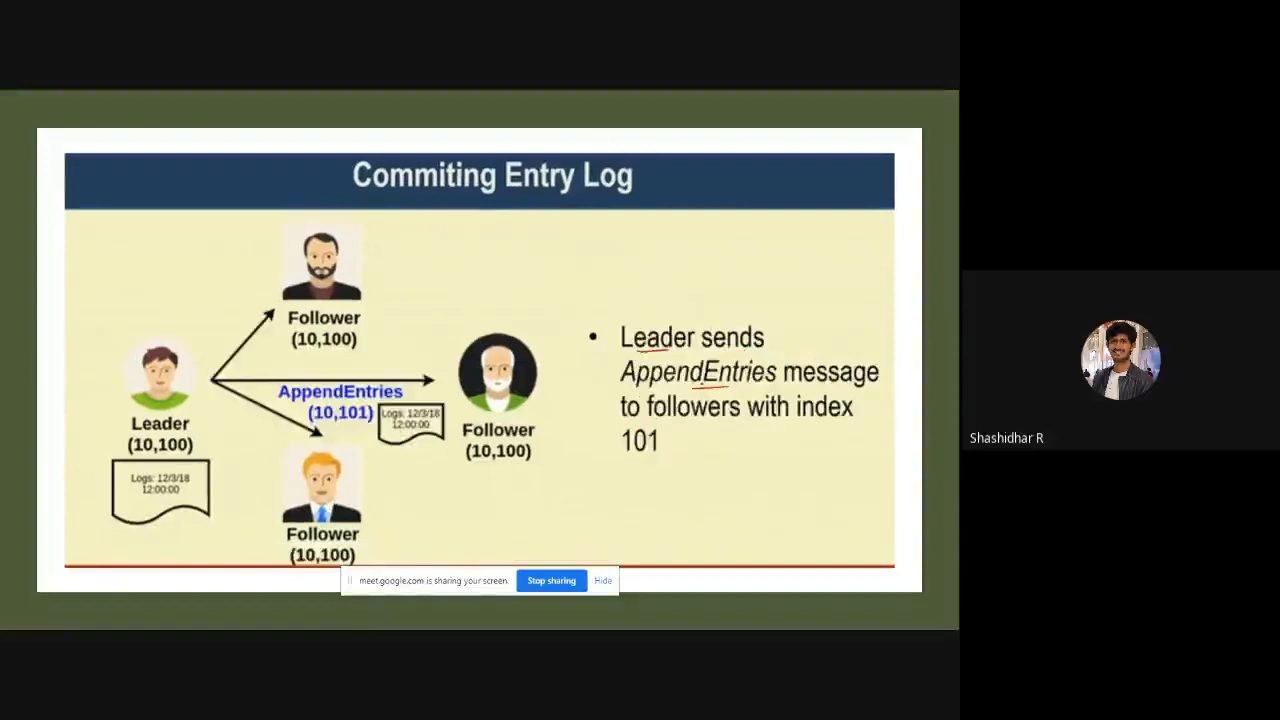 Commiting Entry Log
Follower
(10,100)
Leader
(10,100)
Logs: 12/3/18
12:00:00
AppendEntries
(10,101)
Logs: 12/3/18
12:00:00
Follower
(10,100)
Follower
(10,100)
• Leader sends
AppendEntries message
to followers with index
101
meet.google.com is sharing your screen.
Stop sharing
Hide
Shashidhar R